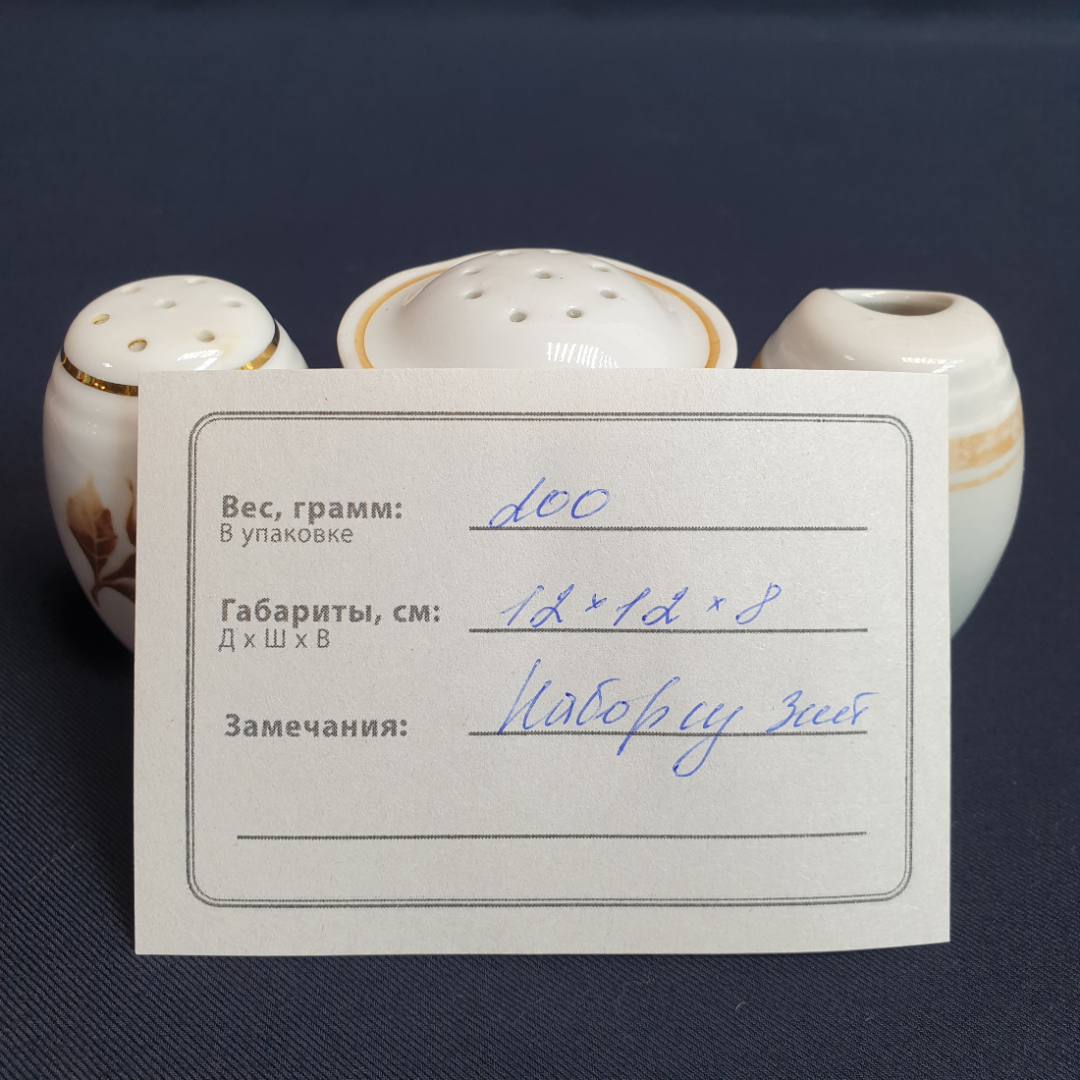 Вес, грамм: 200
В упаковке
Габариты, см: 12 x 12 x 8
Д x Ш x В
Замечания: